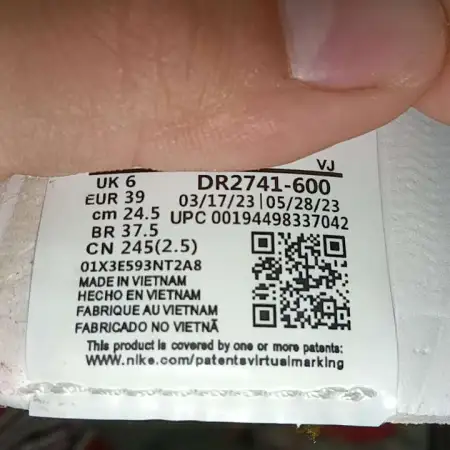 VJ
UK 6
DR2741-600
EUR 39
03/17/23 | 05/28/23
cm 24.5
UPC 00194498337042
BR 37.5
CN 245(2.5)
01X3E593NT2A8
MADE IN VIETNAM
HECHO EN VIETNAM
FABRIQUE AU VIETNAM
FABRICADO NO VIETNÃ
This product is covered by one or more patents:
www.nike.com/patentsvirtualmarking